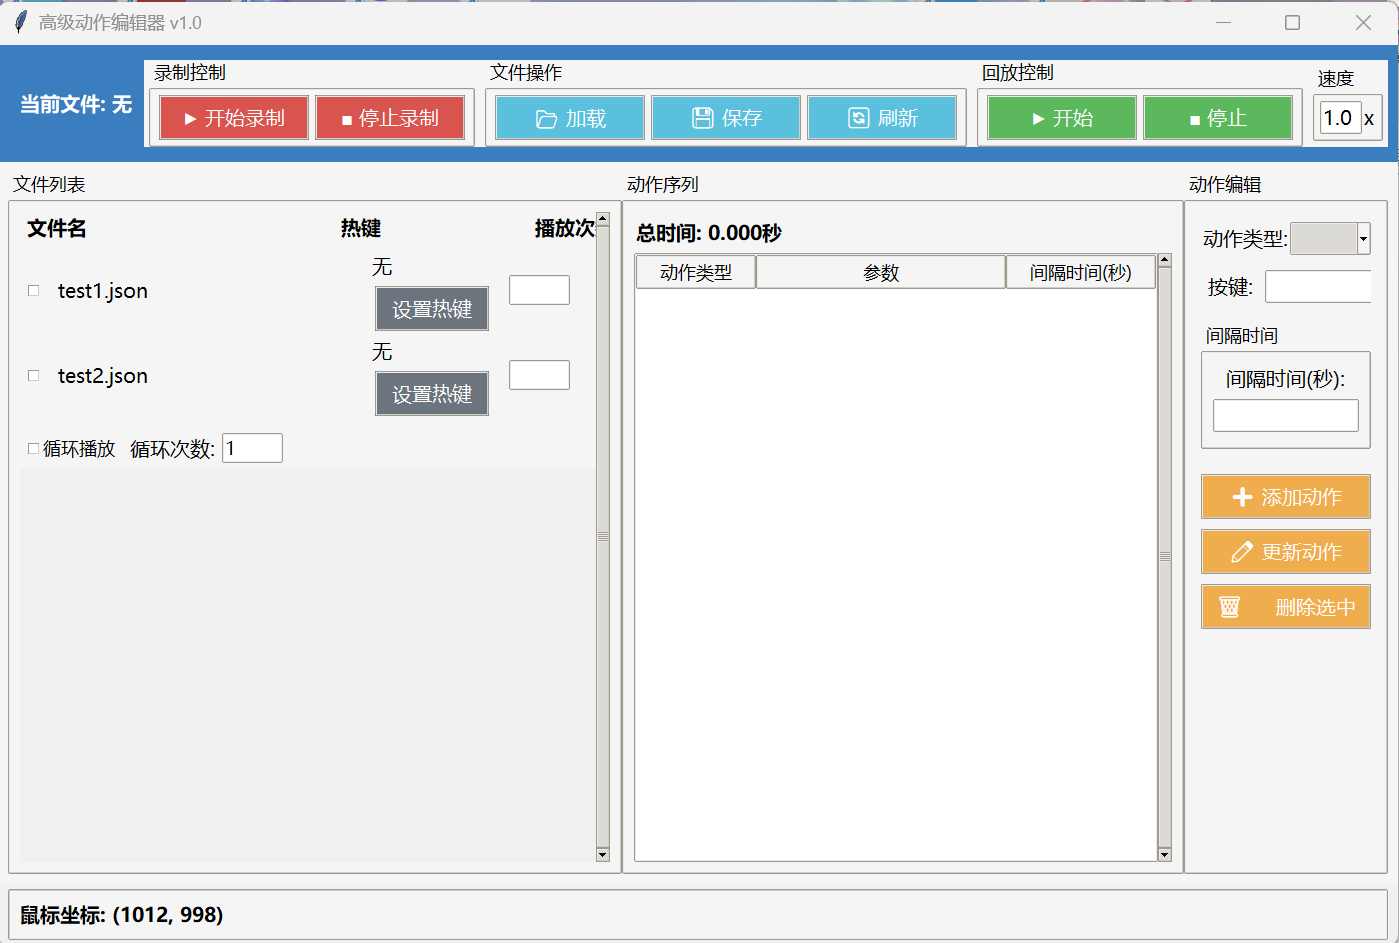 高级动作编辑器 v1.0
当前文件: 无
录制控制
开始录制
停止录制
文件操作
加载
保存
刷新
回放控制
开始
停止
速度
1.0 x
文件列表
文件名 热键 播放次
test1.json
无
设置热键
test2.json
无
设置热键
循环播放 循环次数: 1
动作序列
总时间: 0.000秒
动作类型 参数 间隔时间(秒)
动作编辑
动作类型:
按键:
间隔时间
间隔时间(秒):
添加动作
更新动作
删除选中
鼠标坐标: (1012, 998)